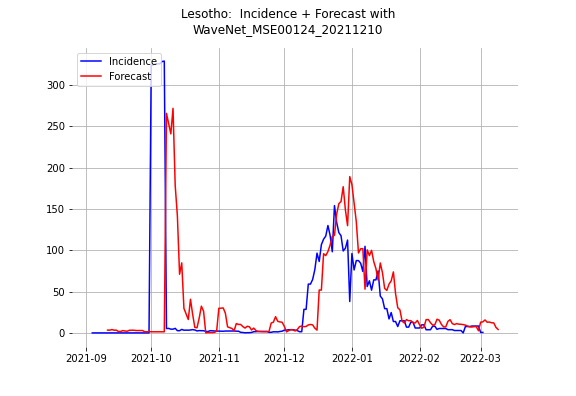 Lesotho:  Incidence + Forecast with
WaveNet_MSE00124_20211210
Incidence
Forecast
300
250
200
150
100
50
0
2021-09 2021-10 2021-11 2021-12 2022-01 2022-02 2022-03